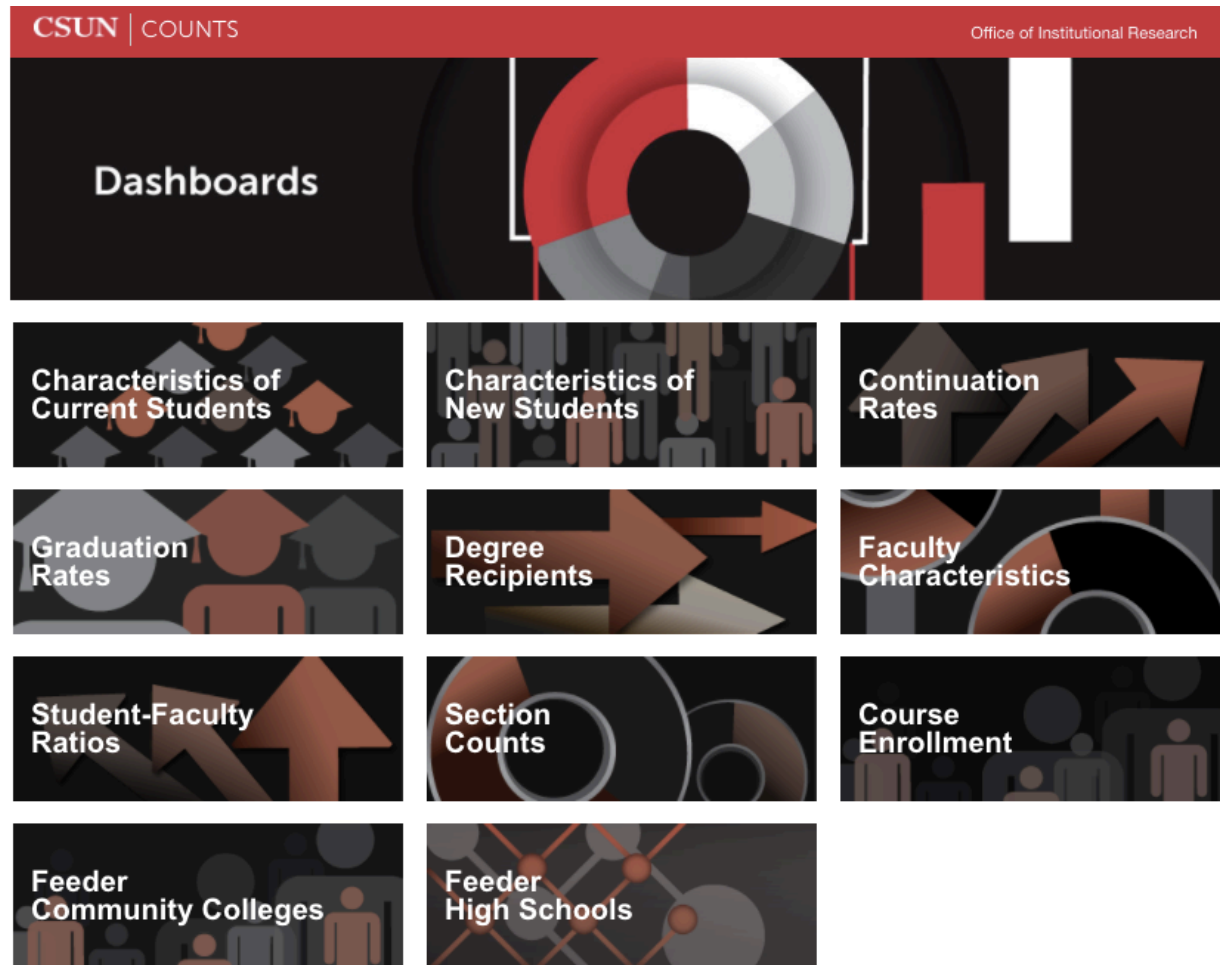 CSUN COUNTS
Office of Institutional Research
Dashboards
Characteristics of
Current Students
Characteristics of
New Students
Continuation
Rates
Graduation
Rates
Degree
Recipients
Faculty
Characteristics
Student-Faculty
Ratios
Section
Counts
Course
Enrollment
Feeder
Community Colleges
Feeder
High Schools